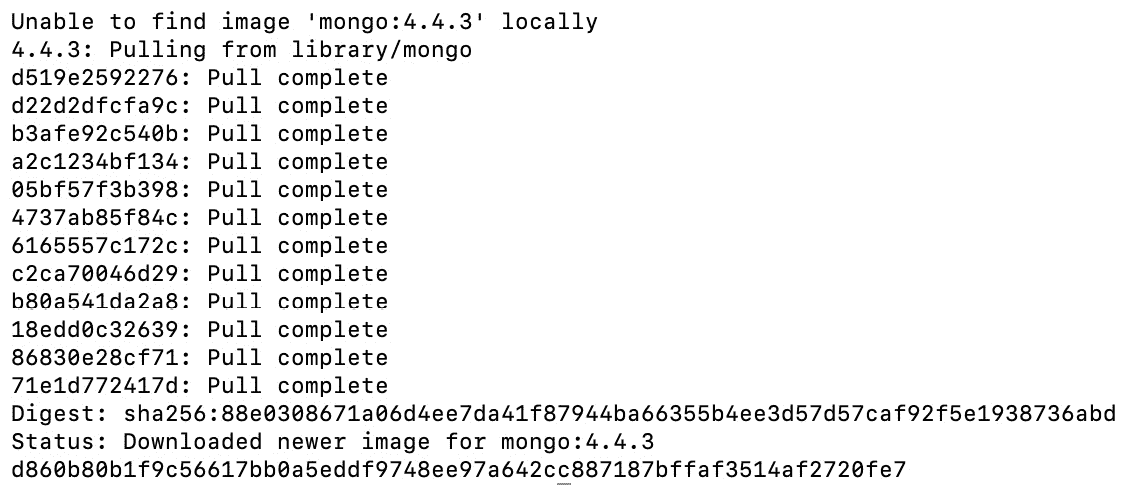 Unable to find image 'mongo:4.4.3' locally
4.4.3: Pulling from library/mongo
d519e2592276: Pull complete
d22d2dfcfa9c: Pull complete
b3afe92c540b: Pull complete
a2c1234bf134: Pull complete
05bf57f3b398: Pull complete
4737ab85f84c: Pull complete
6165557c172c: Pull complete
c2ca70046d29: Pull complete
b80a541da2a8: Pull complete
18edd0c32639: Pull complete
86830e28cf71: Pull complete
71e1d772417d: Pull complete
Digest: sha256:88e0308671a06d4ee7da41f87944ba66355b4ee3d57d57caf92f5e1938736abd
Status: Downloaded newer image for mongo:4.4.3
d860b80b1f9c56617bb0a5eddf9748ee97a642cc887187bffaf3514af2720fe7